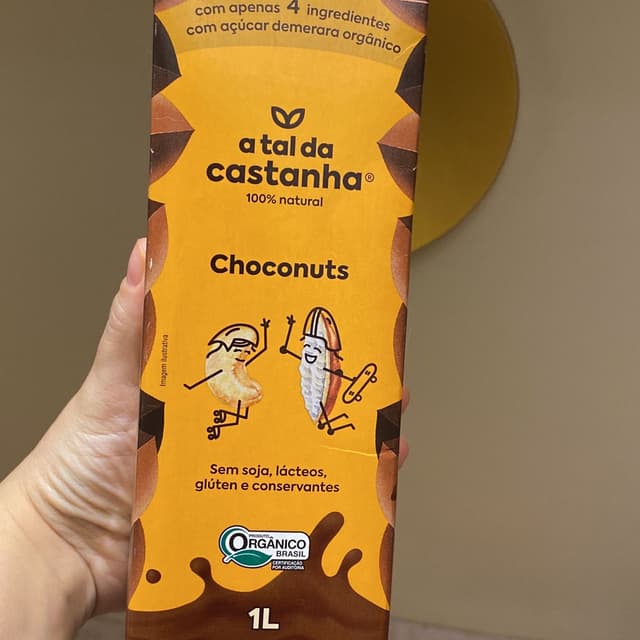 com apenas 4 ingredientes
com açúcar demerara orgânico
a tal da
castanha®
100% natural
Choconuts
Imagem ilustrativa
Sem soja, lácteos,
glúten e conservantes
PRODUTO
ORGÂNICO
BRASIL
CERTIFICAÇÃO
POR AUDITORIA
1L